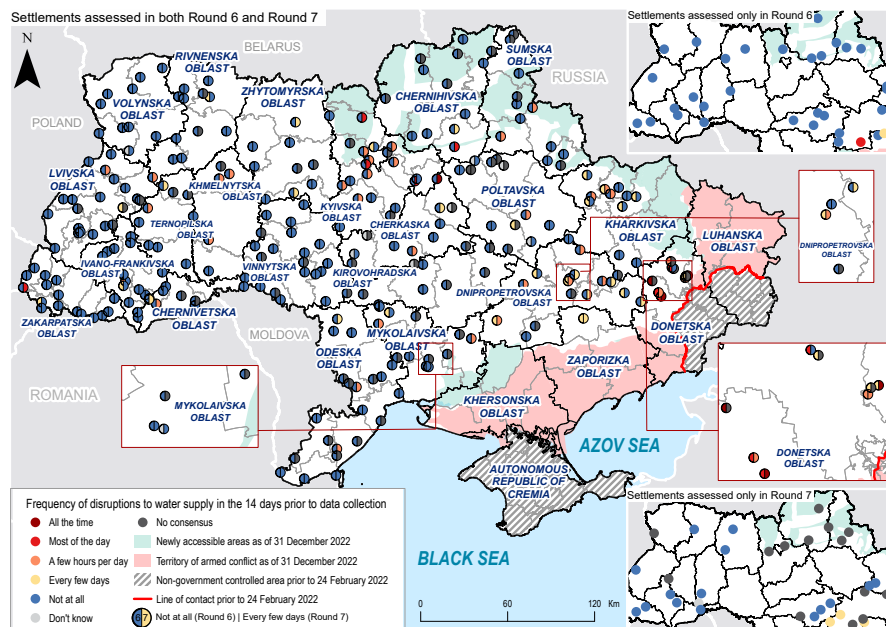 Settlements assessed in both Round 6 and Round 7
Settlements assessed only in Round 6
N
BELARUS
RUSSIA
POLAND
MOLDOVA
ROMANIA
RIVNENSKA
OBLAST
VOLYNSKA
OBLAST
ZHYTOMYRSKA
OBLAST
CHERNIHIVSKA
OBLAST
SUMSKA
OBLAST
LVIVSKA
OBLAST
KHMELNYTSKA
OBLAST
TERNOPILSKA
OBLAST
KYIVSKA
OBLAST
CHERKASKA
OBLAST
POLTAVSKA
OBLAST
KHARKIVSKA
OBLAST
LUHANSKA
OBLAST
IVANO-FRANKIVSKA
OBLAST
VINNYTSKA
OBLAST
KIROVOHRADSKA
OBLAST
DNIPROPETROVSKA
OBLAST
ZAKARPATSKA
OBLAST
CHERNIVETSKA
OBLAST
ODESKA
OBLAST
MYKOLAIVSKA
OBLAST
DONETSKA
OBLAST
ZAPORIZKA
OBLAST
KHERSONSKA
OBLAST
AUTONOMOUS
REPUBLIC OF
CREMIA
AZOV SEA
BLACK SEA
DNIPROPETROVSKA
OBLAST
MYKOLAIVSKA
OBLAST
DONETSKA
OBLAST
Settlements assessed only in Round 7
Frequency of disruptions to water supply in the 14 days prior to data collection
All the time
Most of the day
A few hours per day
Every few days
Not at all
Don't know
No consensus
Newly accessible areas as of 31 December 2022
Territory of armed conflict as of 31 December 2022
Non-government controlled area prior to 24 February 2022
Line of contact prior to 24 February 2022
6 7 Not at all (Round 6) | Every few days (Round 7)
0 60 120 Km